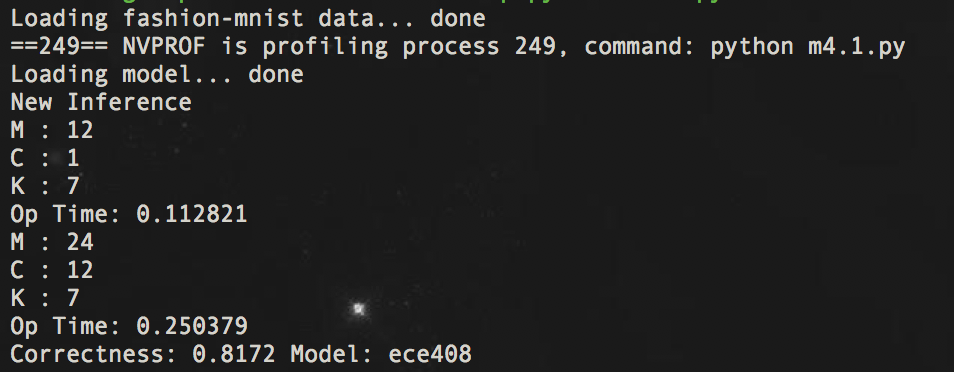 Loading fashion-mnist data... done
==249== NVPROF is profiling process 249, command: python m4.1.py
Loading model... done
New Inference
M : 12
C : 1
K : 7
Op Time: 0.112821
M : 24
C : 12
K : 7
Op Time: 0.250379
Correctness: 0.8172 Model: ece408